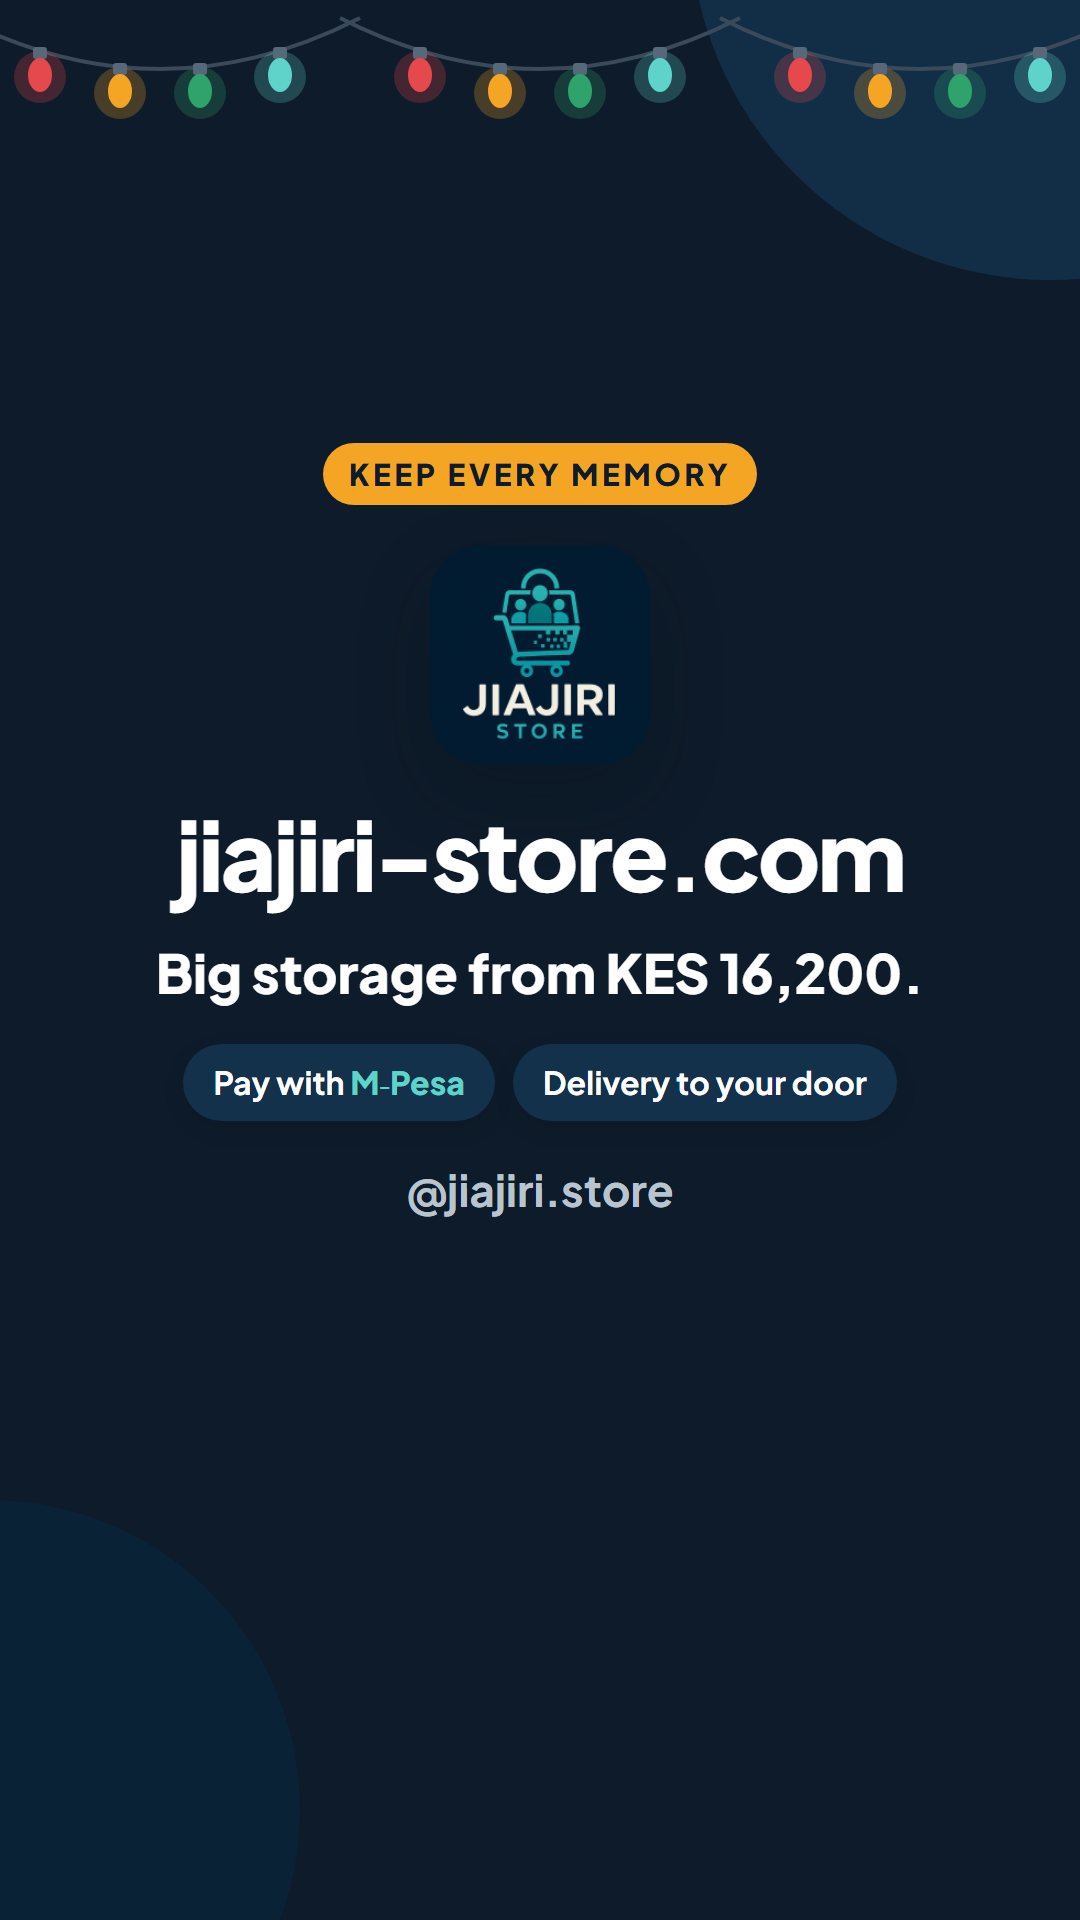 KEEP EVERY MEMORY
JIAJIRI
STORE
jiajiri-store.com
Big storage from KES 16,200.
Pay with M-Pesa
Delivery to your door
@jiajiri.store